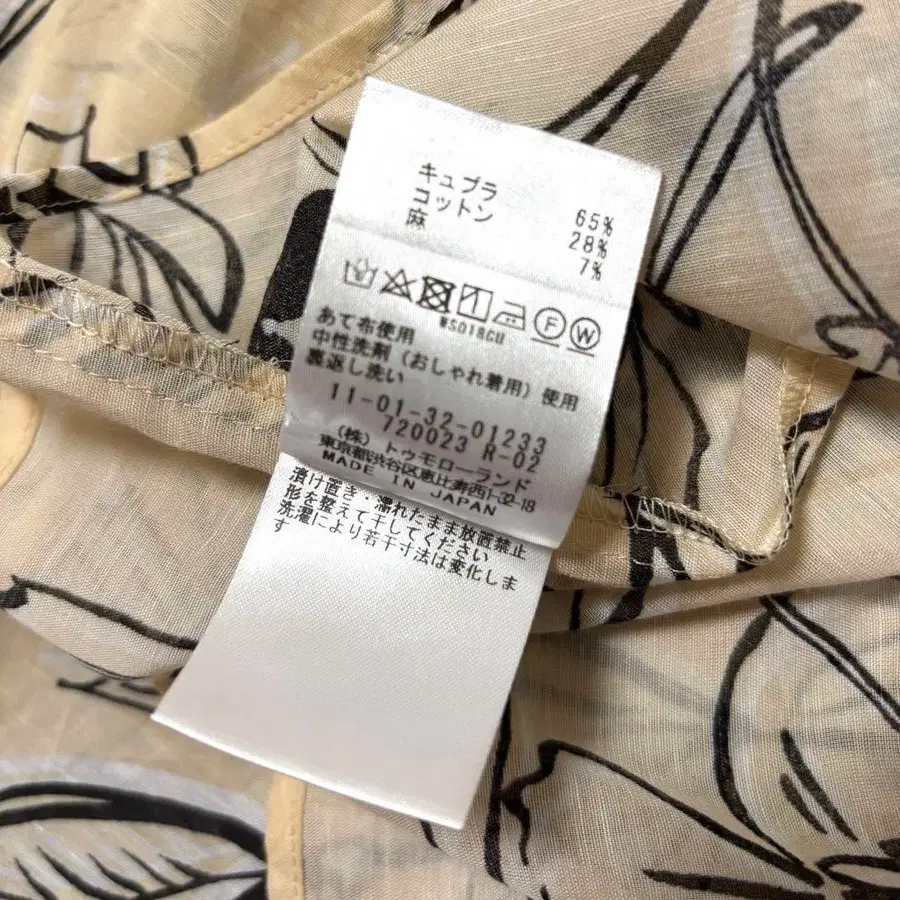 キュプラ 65%
コットン 28%
麻 7%
WS018CU
あて布使用
中性洗剤（おしゃれ着用）使用
裏返し洗い
11-01-32-01233
720023 R-02
（株）トゥモローランド
東京都渋谷区恵比寿西1-32-18
MADE IN JAPAN
漬け置き・濡れたまま放置禁止
形を整えて干してください
洗濯により若干寸法は変化しま
す